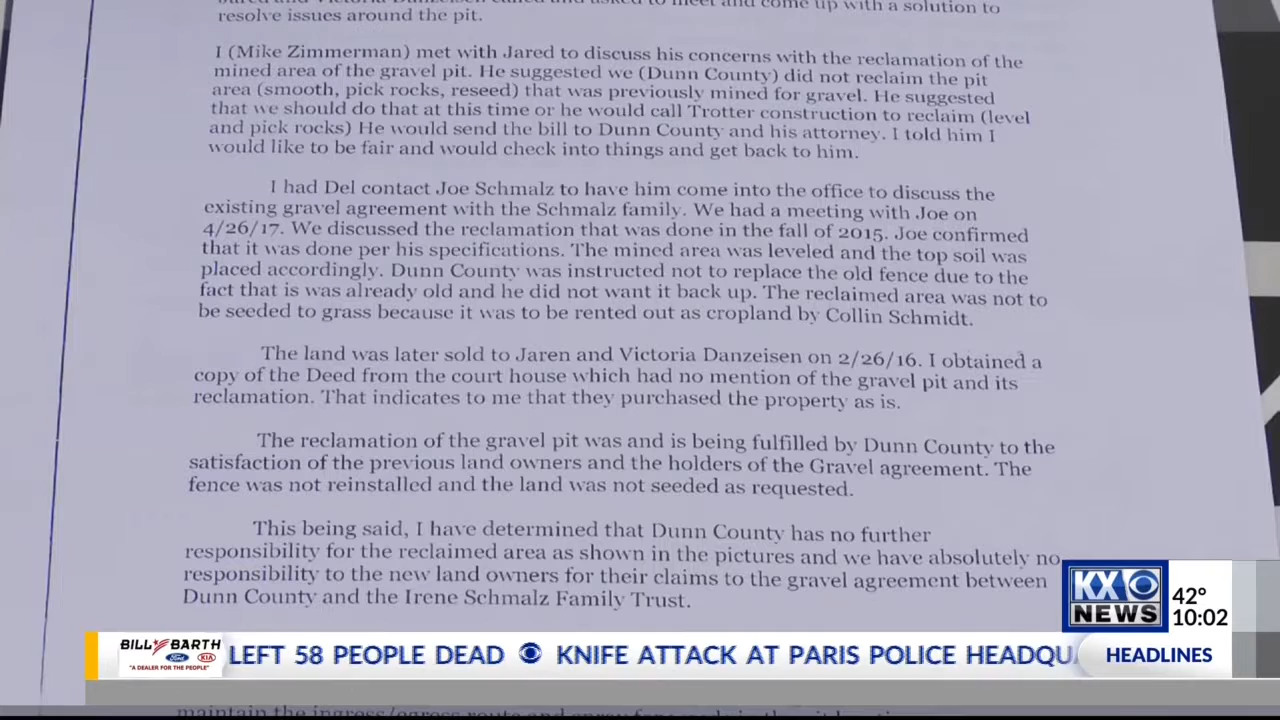 and come up with a solution to
resolve issues around the pit.
I (Mike Zimmerman) met with Jared to discuss his concerns with the reclamation of the
mined area of the gravel pit. He suggested we (Dunn County) did not reclaim the pit
area (smooth, pick rocks, reseed) that was previously mined for gravel. He suggested
that we should do that at this time or he would call Trotter construction to reclaim (level
and pick rocks) He would send the bill to Dunn County and his attorney. I told him I
would like to be fair and would check into things and get back to him.
I had Del contact Joe Schmalz to have him come into the office to discuss the
existing gravel agreement with the Schmalz family. We had a meeting with Joe on
4/26/17. We discussed the reclamation that was done in the fall of 2015. Joe confirmed
that it was done per his specifications. The mined area was leveled and the top soil was
placed accordingly. Dunn County was instructed not to replace the old fence due to the
fact that is was already old and he did not want it back up. The reclaimed area was not to
be seeded to grass because it was to be rented out as cropland by Collin Schmidt.
The land was later sold to Jaren and Victoria Danzeisen on 2/26/16. I obtained a
copy of the Deed from the court house which had no mention of the gravel pit and its
reclamation. That indicates to me that they purchased the property as is.
The reclamation of the gravel pit was and is being fulfilled by Dunn County to the
satisfaction of the previous land owners and the holders of the Gravel agreement. The
fence was not reinstalled and the land was not seeded as requested.
This being said, I have determined that Dunn County has no further
responsibility for the reclaimed area as shown in the pictures and we have absolutely no
responsibility to the new land owners for their claims to the gravel agreement between
Dunn County and the Irene Schmalz Family Trust.
KX NEWS
42°
10:02
BILL BARTH
Ford KIA
"A DEALER FOR THE PEOPLE"
LEFT 58 PEOPLE DEAD KNIFE ATTACK AT PARIS POLICE HEADQU
HEADLINES